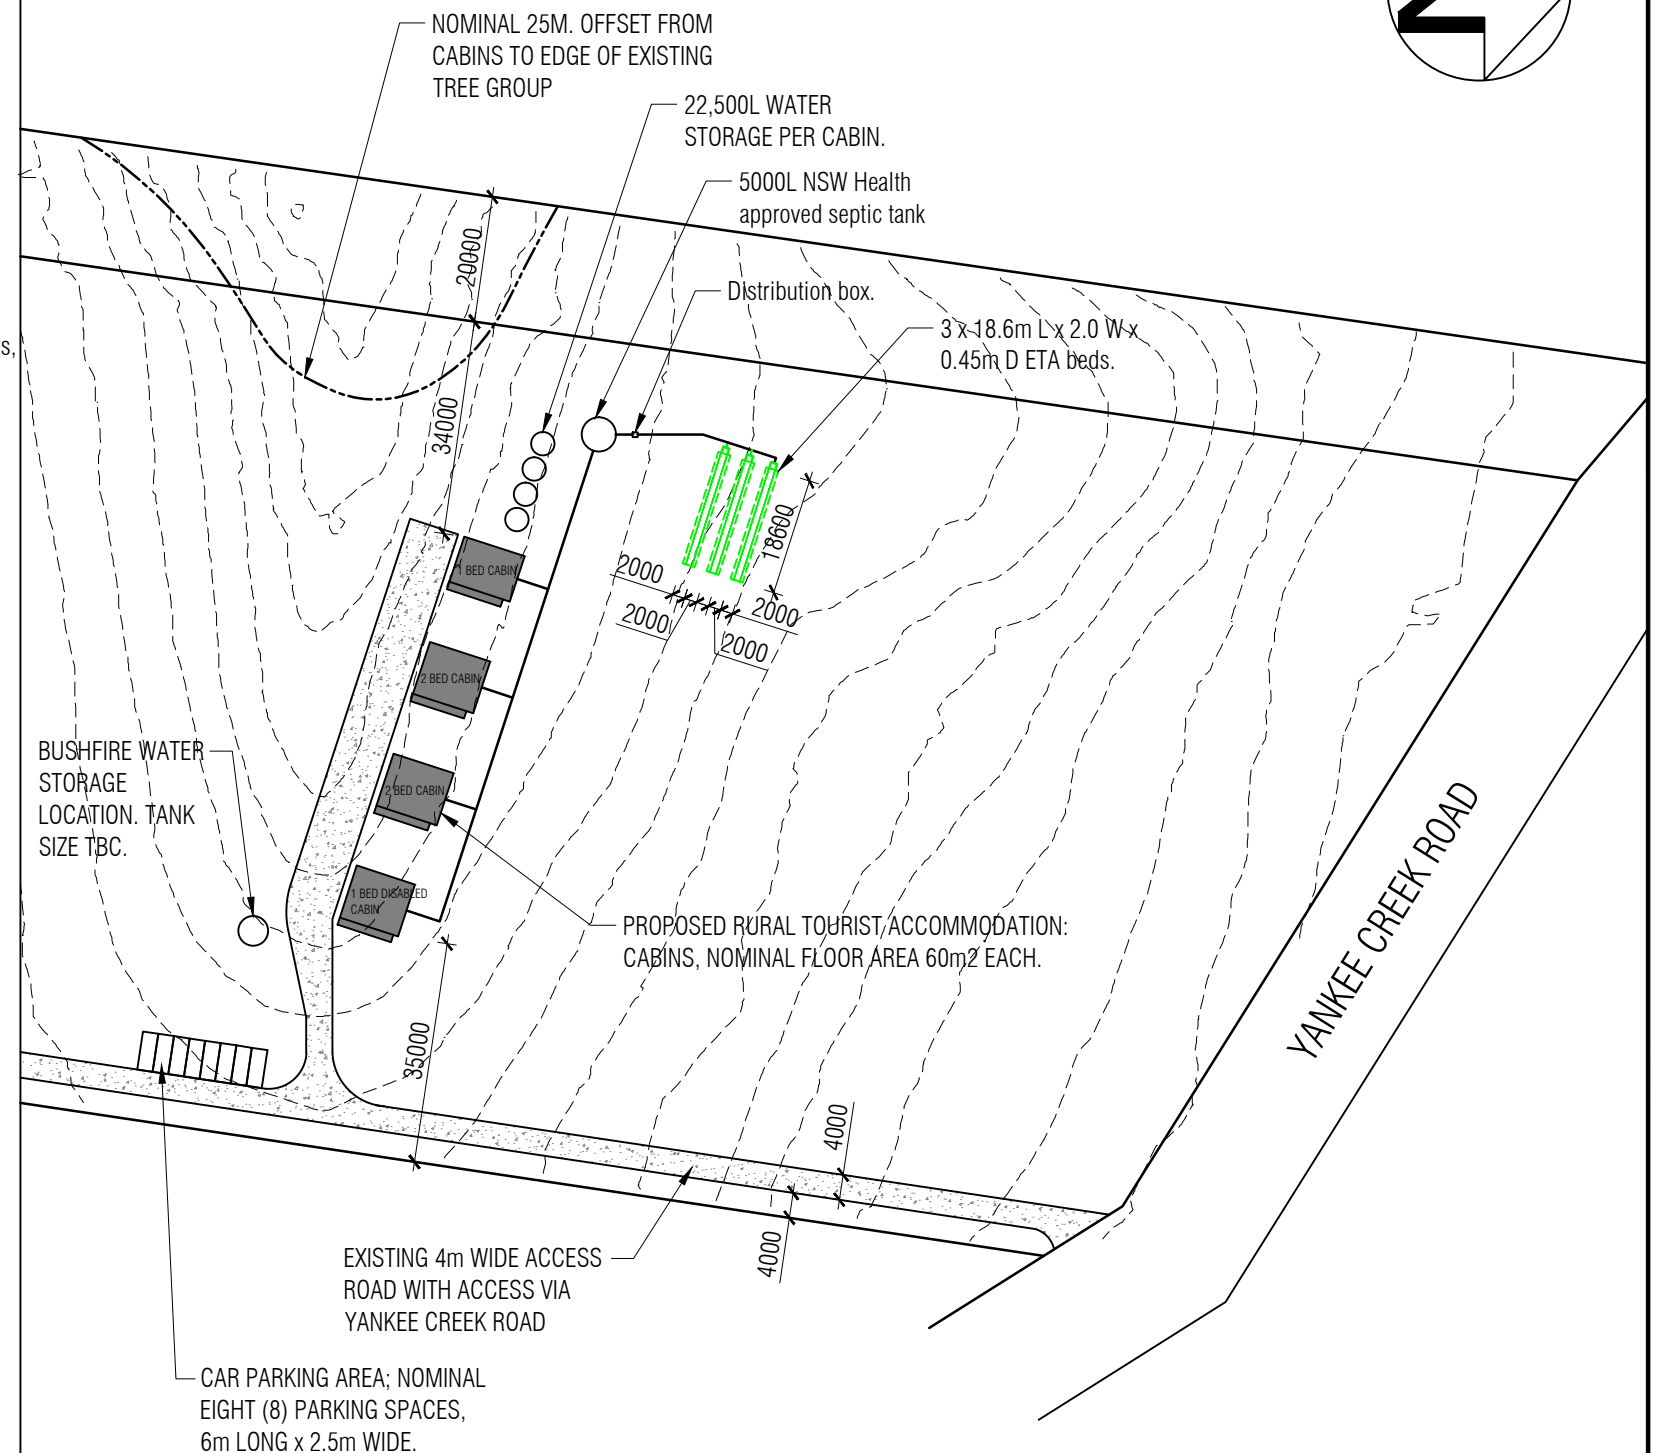 NOMINAL 25M. OFFSET FROM
CABINS TO EDGE OF EXISTING
TREE GROUP
22,500L WATER
STORAGE PER CABIN.
5000L NSW Health
approved septic tank
20000
Distribution box.
3 x 18.6m L x 2.0 W x
0.45m D ETA beds.
s,
34000
18600
1 BED CABIN
2000
2000
2000
2000
2 BED CABIN
2 BED CABIN
BUSHFIRE WATER
STORAGE
LOCATION. TANK
SIZE TBC.
1 BED DISABLED
CABIN
PROPOSED RURAL TOURIST ACCOMMODATION:
CABINS, NOMINAL FLOOR AREA 60m2 EACH.
YANKEE CREEK ROAD
35000
4000
4000
EXISTING 4m WIDE ACCESS
ROAD WITH ACCESS VIA
YANKEE CREEK ROAD
CAR PARKING AREA; NOMINAL
EIGHT (8) PARKING SPACES,
6m LONG x 2.5m WIDE.